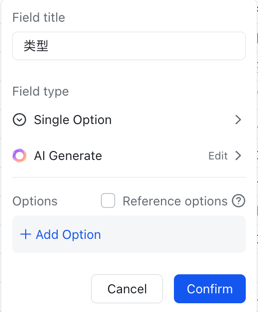 Field title
类型
Field type
Single Option
AI Generate Edit
Options Reference options
+ Add Option
Cancel Confirm